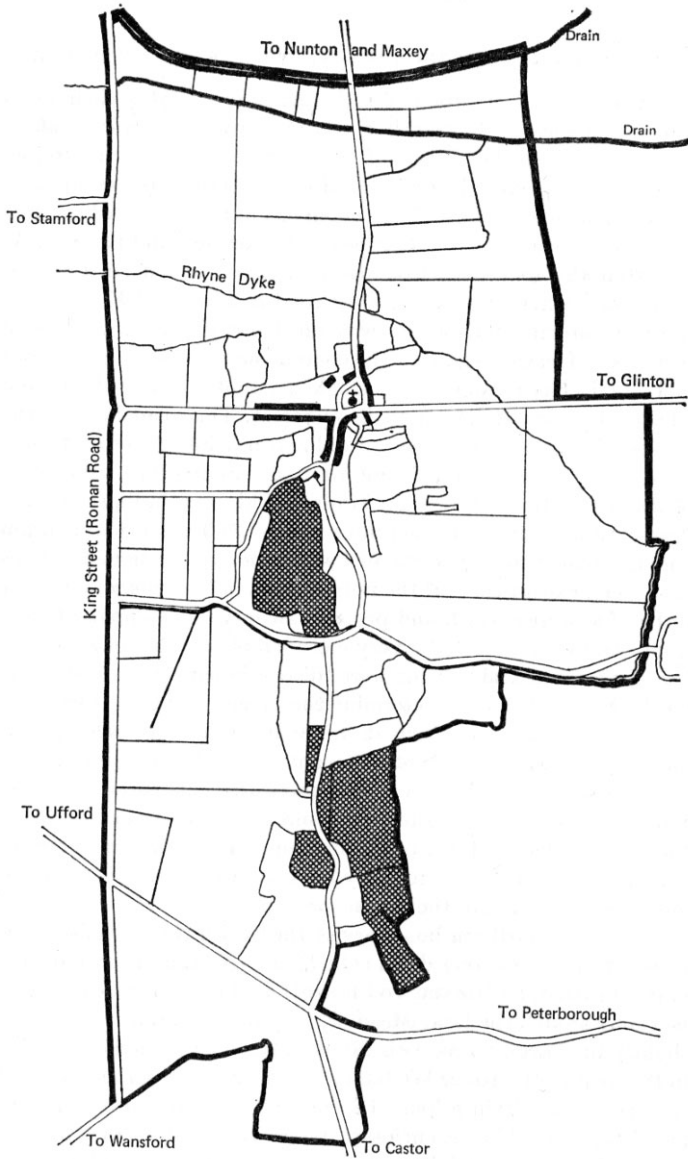 To Nunton and Maxey
Drain
Drain
To Stamford
Rhyne Dyke
To Glinton
King Street (Roman Road)
To Ufford
To Peterborough
To Wansford
To Castor